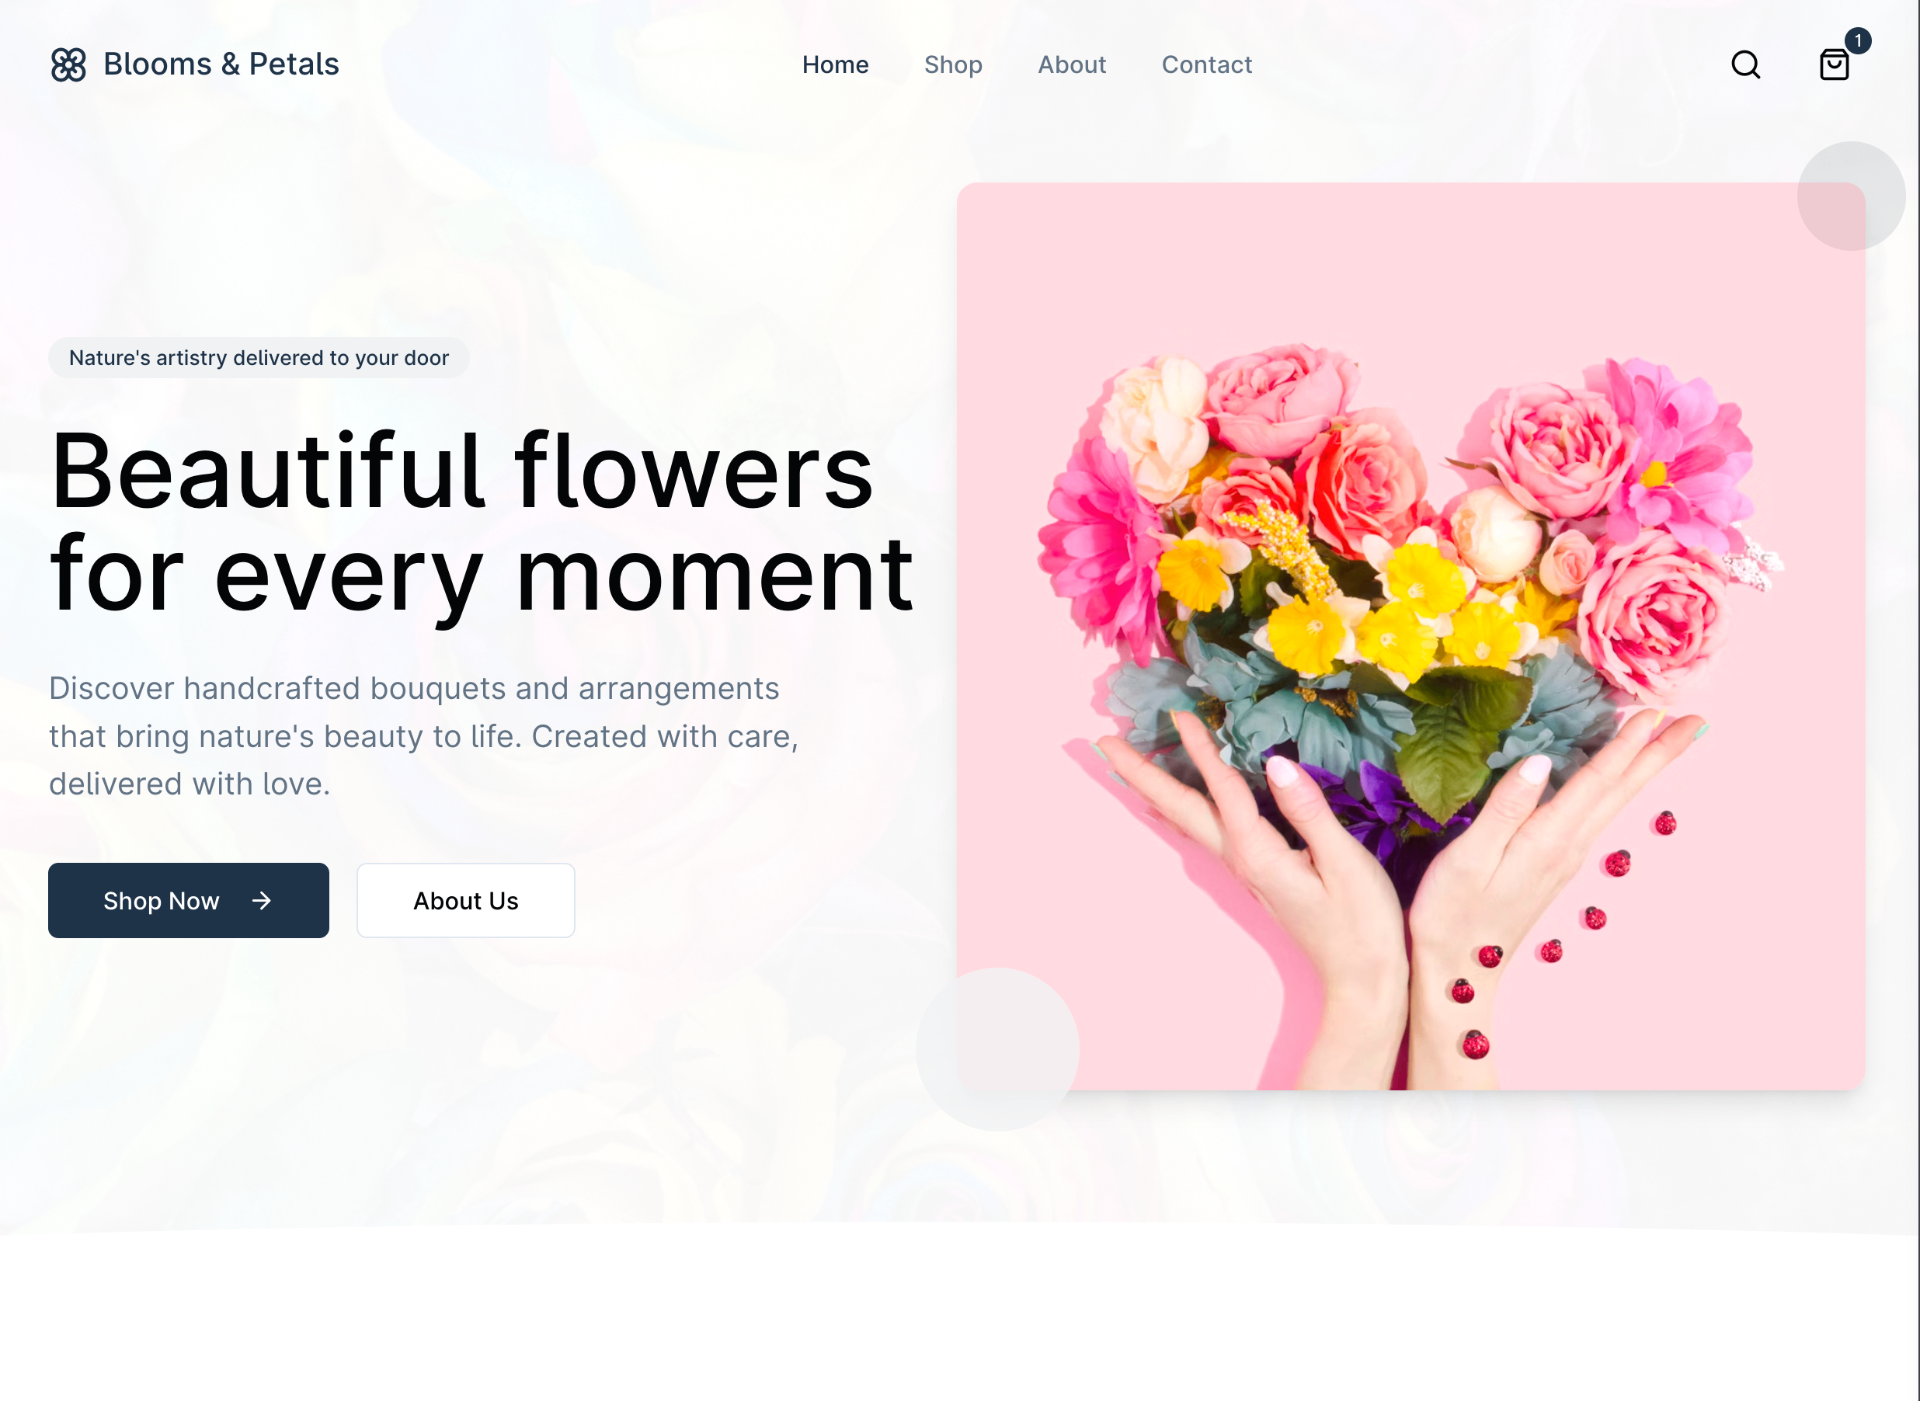 Blooms & Petals
Home
Shop
About
Contact
1
Nature's artistry delivered to your door
Beautiful flowers
for every moment
Discover handcrafted bouquets and arrangements
that bring nature's beauty to life. Created with care,
delivered with love.
Shop Now
About Us